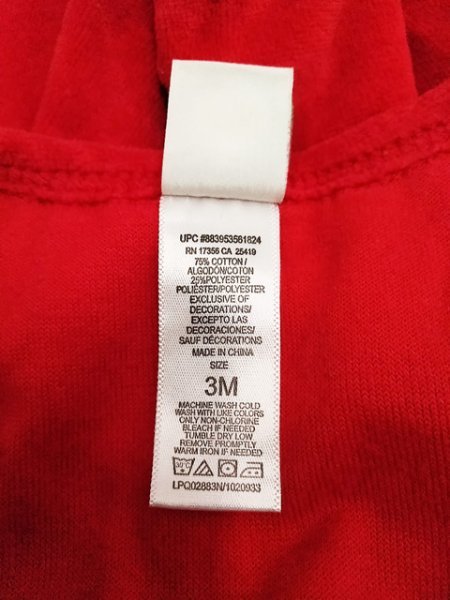 UPC #883953561824
RN 17356 CA 25419
75% COTTON /
ALGODÓN/COTON
25%POLYESTER
POLIÉSTER/POLYESTER
EXCLUSIVE OF
DECORATIONS/
EXCEPTO LAS
DECORACIONES/
SAUF DÉCORATIONS
MADE IN CHINA
SIZE
3M
MACHINE WASH COLD
WASH WITH LIKE COLORS
ONLY NON-CHLORINE
BLEACH IF NEEDED
TUMBLE DRY LOW
REMOVE PROMPTLY
WARM IRON IF NEEDED
30°C
LPQ02883N/1020933